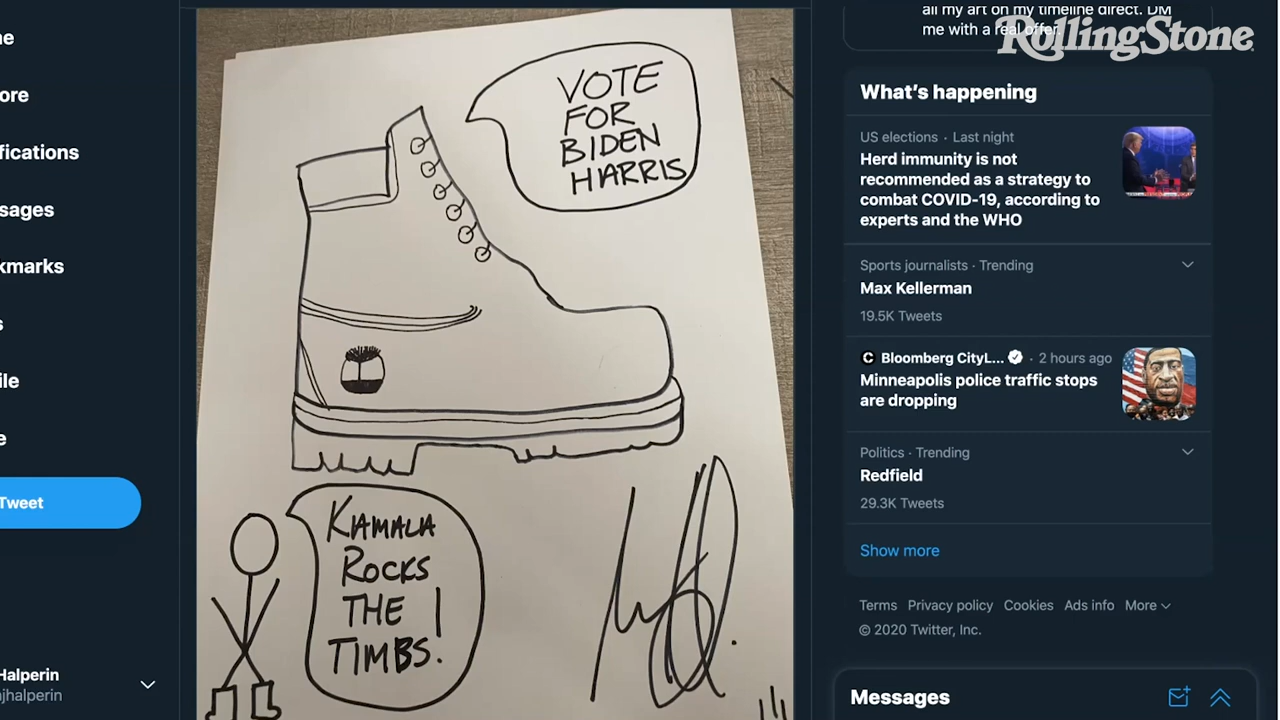 ne
ore
fications
sages
kmarks
s
ile
e
Tweet
Halperin
ajhalperin
VOTE
FOR
BIDEN
HARRIS
KAMALA
ROCKS
THE
TIMBS.!
all my art on my timeline direct. DM
me with a real offer.
RollingStone
What's happening
US elections · Last night
Herd immunity is not
recommended as a strategy to
combat COVID-19, according to
experts and the WHO
Sports journalists · Trending
Max Kellerman
19.5K Tweets
C Bloomberg CityL... · 2 hours ago
Minneapolis police traffic stops
are dropping
Politics · Trending
Redfield
29.3K Tweets
Show more
Terms Privacy policy Cookies Ads info More
© 2020 Twitter, Inc.
Messages